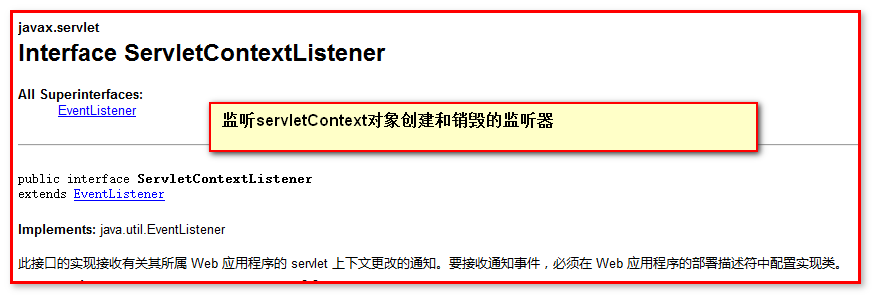 javax.servlet
Interface ServletContextListener
All Superinterfaces:
EventListener
监听servletContext对象创建和销毁的监听器
public interface ServletContextListener
extends EventListener
Implements: java.util.EventListener
此接口的实现接收有关其所属 Web 应用程序的 servlet 上下文更改的通知。要接收通知事件，必须在 Web 应用程序的部署描述符中配置实现类。